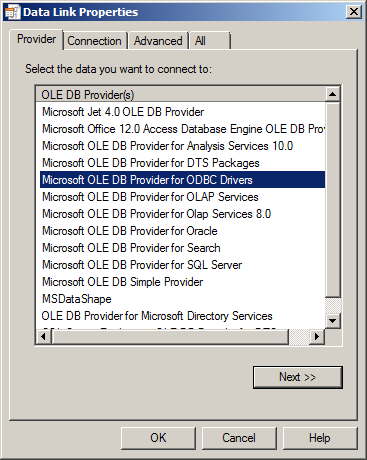 Data Link Properties
Provider Connection Advanced All
Select the data you want to connect to:
OLE DB Provider(s)
Microsoft Jet 4.0 OLE DB Provider
Microsoft Office 12.0 Access Database Engine OLE DB Pro
Microsoft OLE DB Provider for Analysis Services 10.0
Microsoft OLE DB Provider for DTS Packages
Microsoft OLE DB Provider for ODBC Drivers
Microsoft OLE DB Provider for OLAP Services
Microsoft OLE DB Provider for Olap Services 8.0
Microsoft OLE DB Provider for Oracle
Microsoft OLE DB Provider for Search
Microsoft OLE DB Provider for SQL Server
Microsoft OLE DB Simple Provider
MSDataShape
OLE DB Provider for Microsoft Directory Services
Next >>
OK Cancel Help